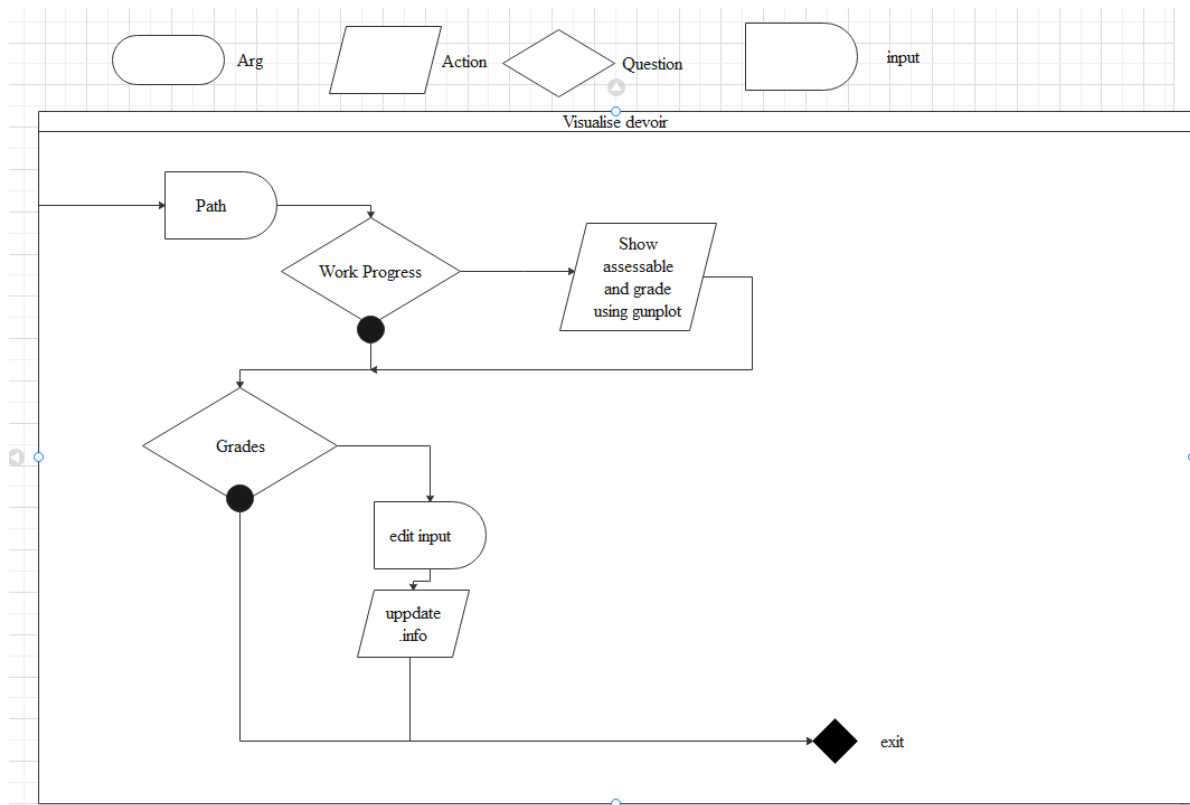 Arg
Action
Question
input
Visualise devoir
Path
Work Progress
Show
assessable
and grade
using gunplot
Grades
edit input
uppdate
.info
exit